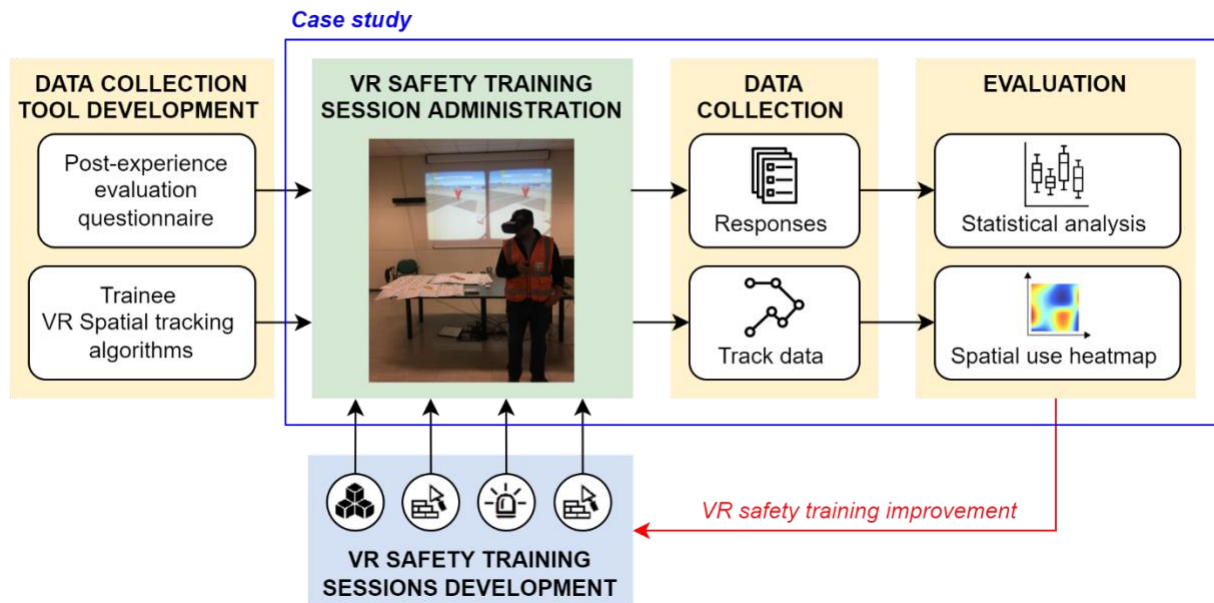 Case study
DATA COLLECTION
TOOL DEVELOPMENT
Post-experience
evaluation
questionnaire
Trainee
VR Spatial tracking
algorithms
VR SAFETY TRAINING
SESSION ADMINISTRATION
DATA
COLLECTION
Responses
Track data
EVALUATION
Statistical analysis
Spatial use heatmap
VR safety training improvement
VR SAFETY TRAINING
SESSIONS DEVELOPMENT